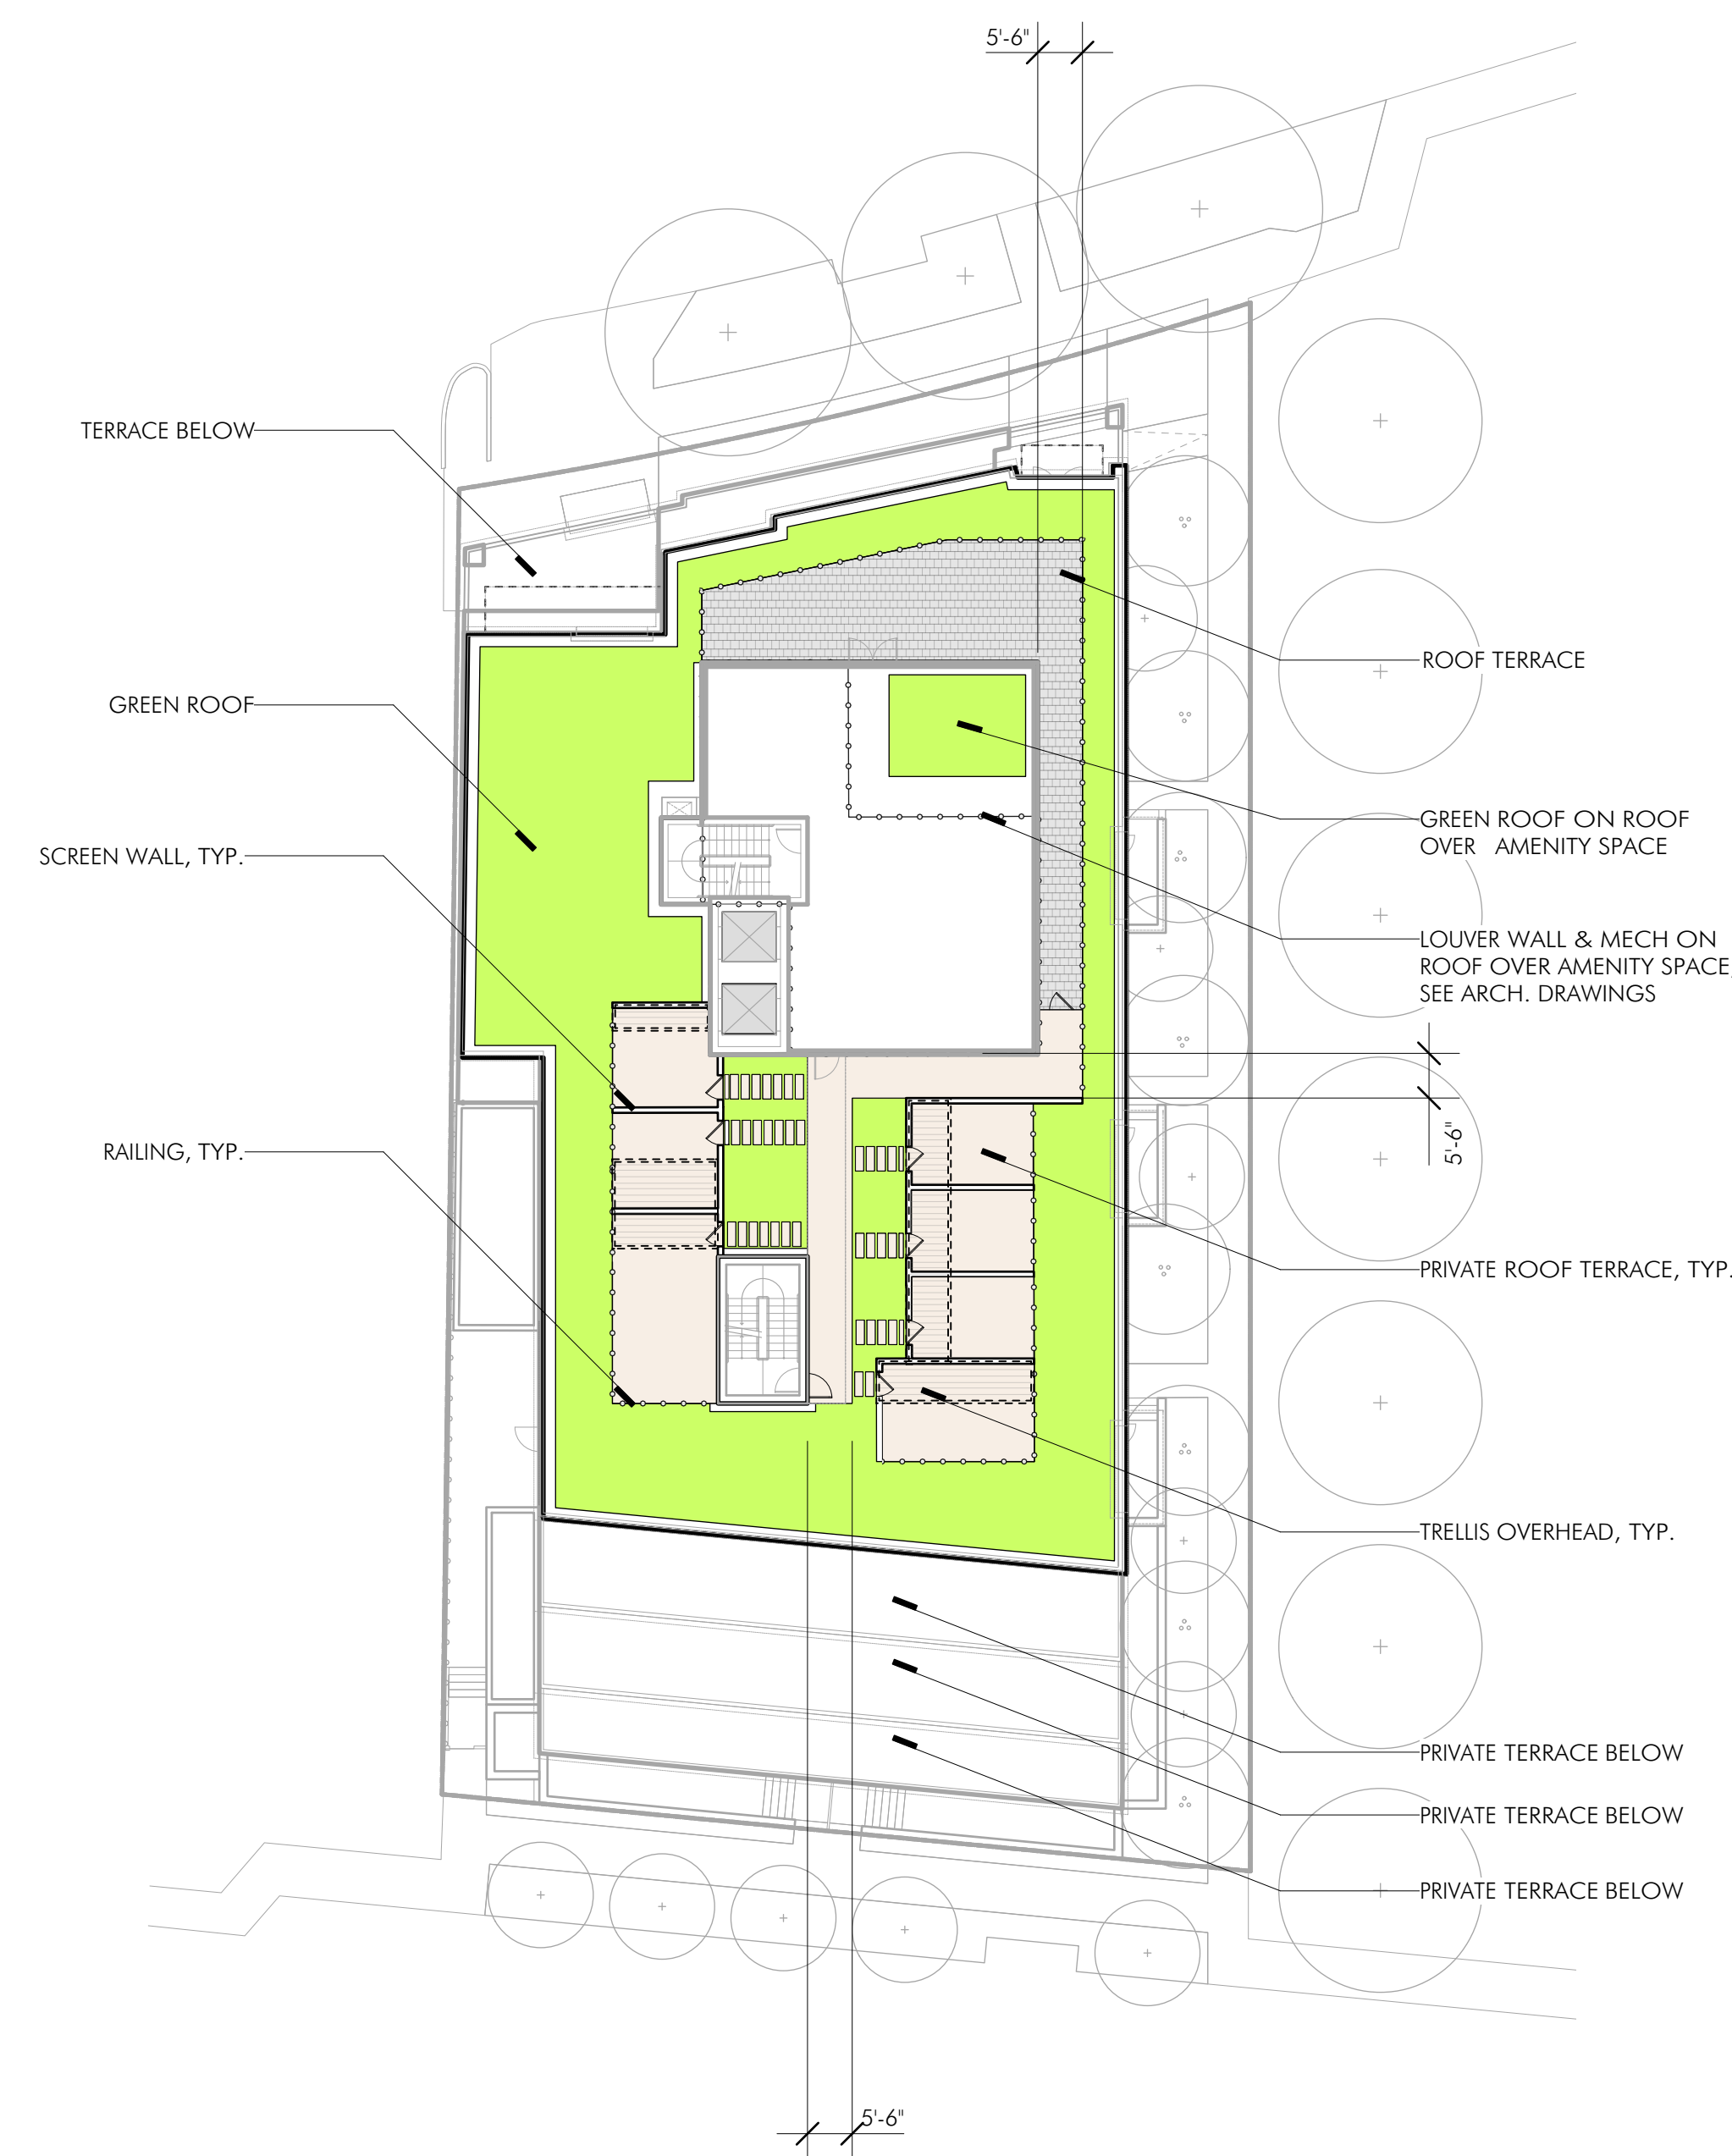 5'-6"
TERRACE BELOW
ROOF TERRACE
GREEN ROOF
GREEN ROOF ON ROOF
OVER AMENITY SPACE
SCREEN WALL, TYP.
LOUVER WALL & MECH ON
ROOF OVER AMENITY SPACE,
SEE ARCH. DRAWINGS
5'-6"
RAILING, TYP.
PRIVATE ROOF TERRACE, TYP.
TRELLIS OVERHEAD, TYP.
PRIVATE TERRACE BELOW
PRIVATE TERRACE BELOW
PRIVATE TERRACE BELOW
5'-6"